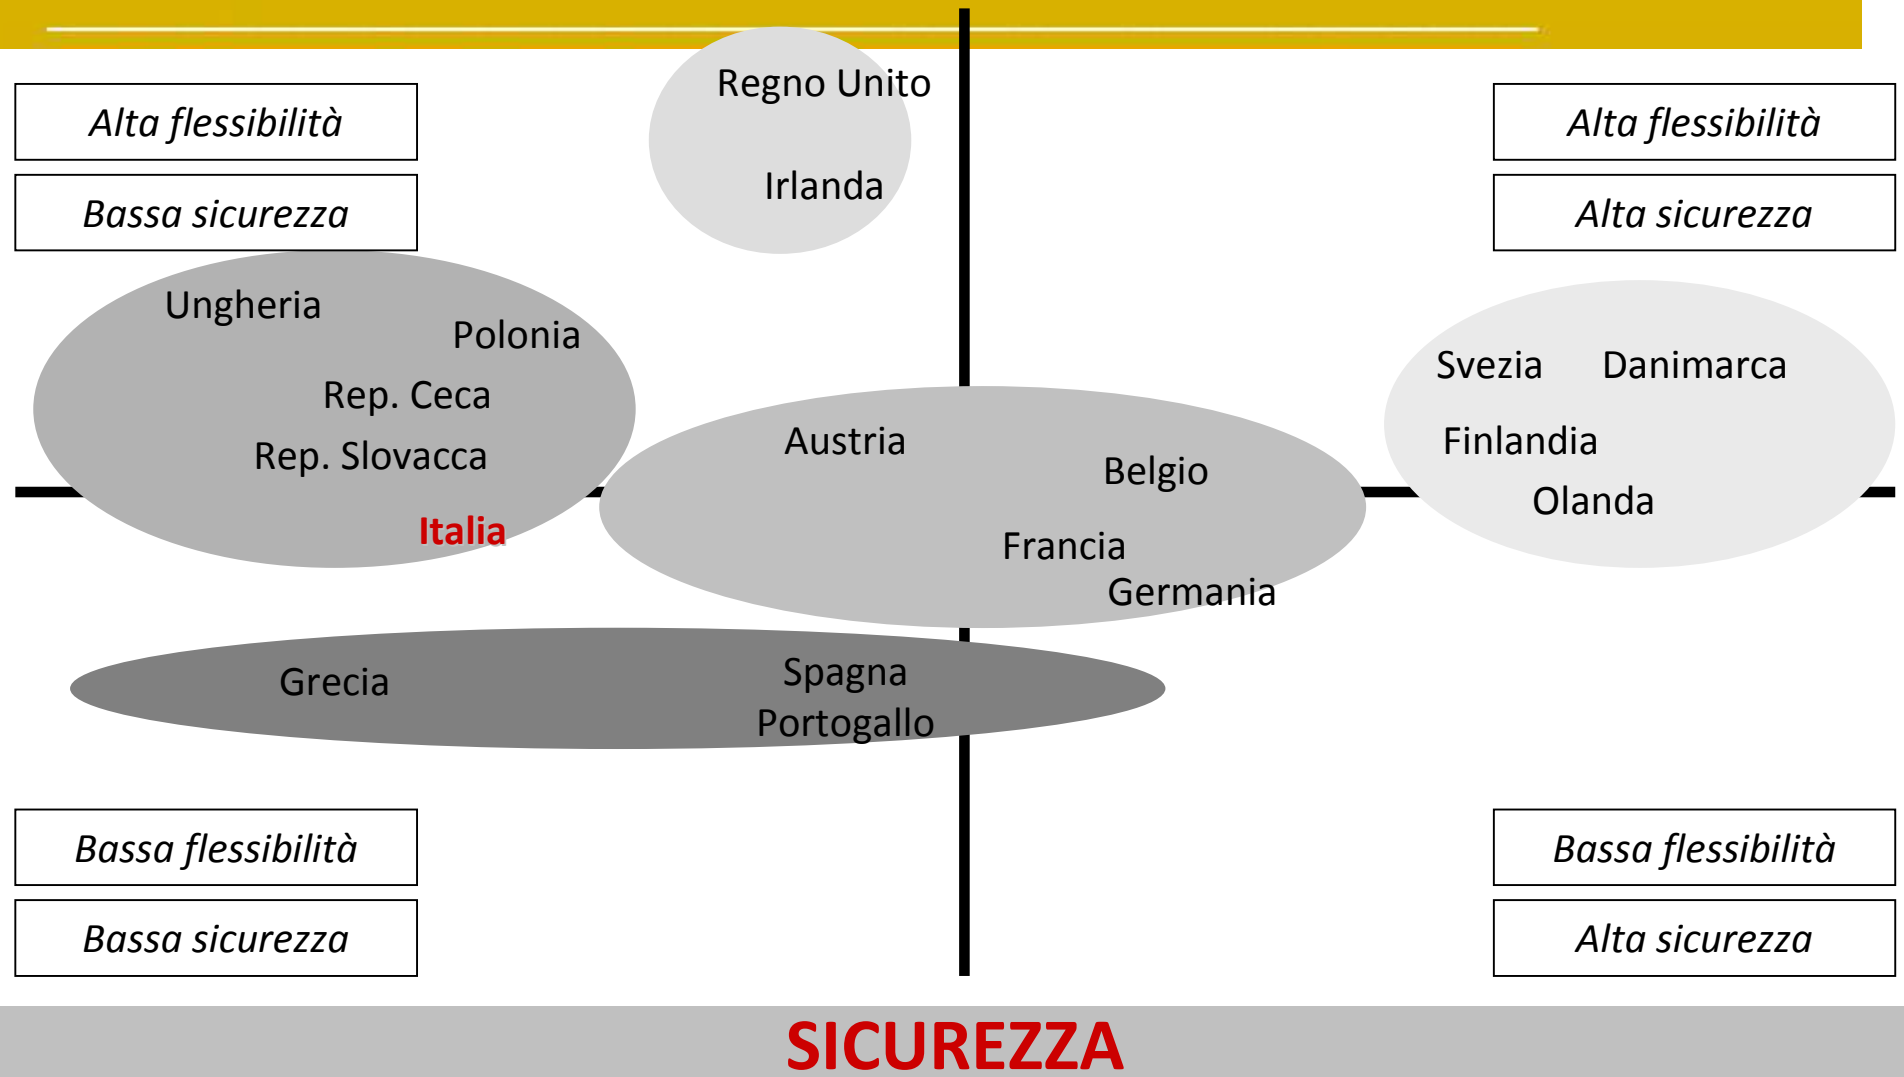 Regno Unito
Irlanda
Alta flessibilità
Bassa sicurezza
Alta flessibilità
Alta sicurezza
Ungheria
Polonia
Rep. Ceca
Rep. Slovacca
Italia
Austria
Belgio
Francia
Germania
Svezia Danimarca
Finlandia
Olanda
Grecia
Spagna
Portogallo
Bassa flessibilità
Bassa sicurezza
Bassa flessibilità
Alta sicurezza
SICUREZZA